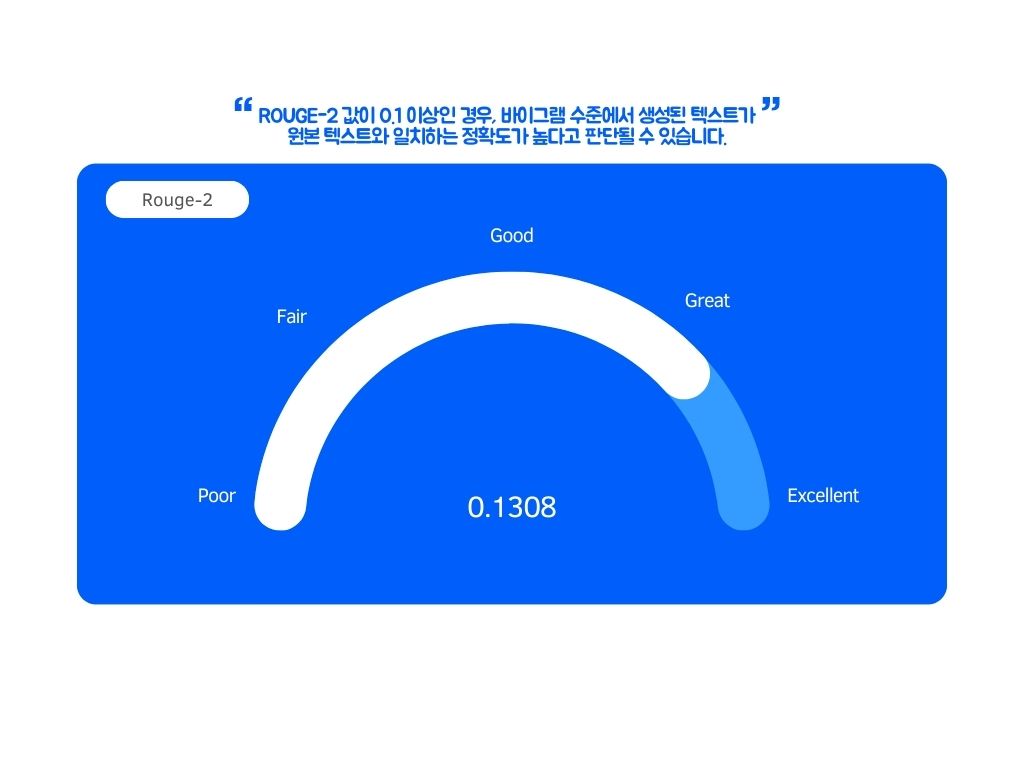 “ ROUGE-2 값이 0.1 이상인 경우, 바이그램 수준에서 생성된 텍스트가 ”
원본 텍스트와 일치하는 정확도가 높다고 판단될 수 있습니다.
Rouge-2
Good
Great
Fair
Poor
0.1308
Excellent